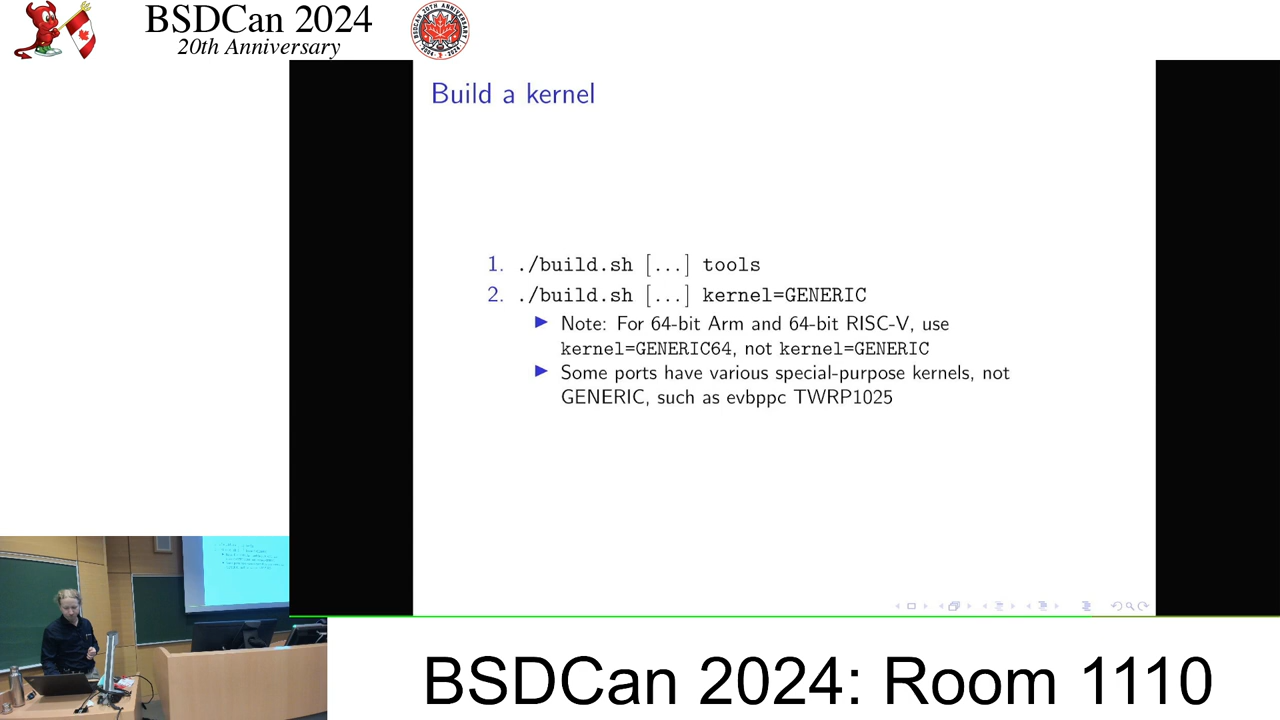 BSDCan 2024
20th Anniversary
Build a kernel
1. ./build.sh [...] tools
2. ./build.sh [...] kernel=GENERIC
▶ Note: For 64-bit Arm and 64-bit RISC-V, use
kernel=GENERIC64, not kernel=GENERIC
▶ Some ports have various special-purpose kernels, not
GENERIC, such as evbppc TWRP1025
BSDCan 2024: Room 1110